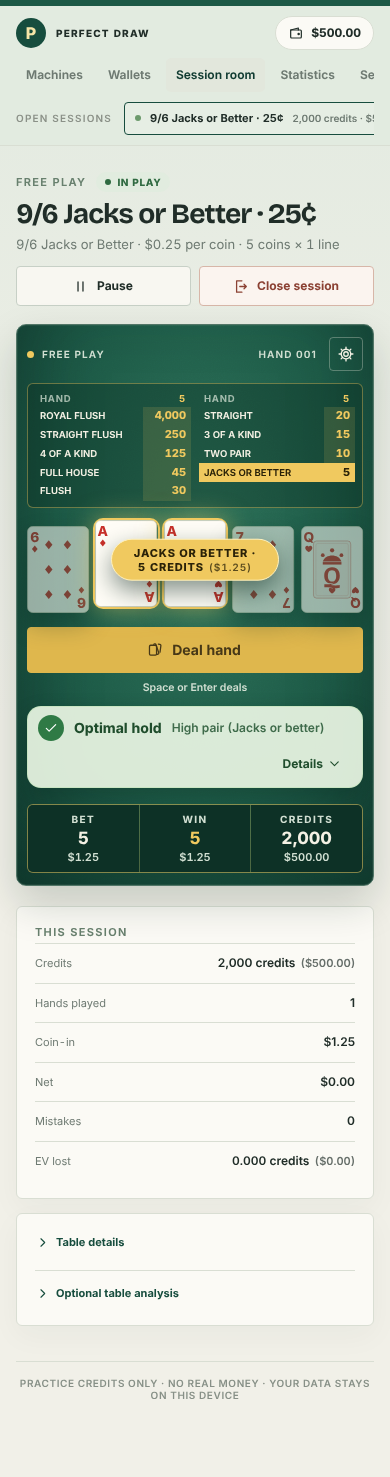 P PERFECT DRAW $500.00
Machines Wallets Session room Statistics Se
OPEN SESSIONS 9/6 Jacks or Better · 25¢ 2,000 credits ·
FREE PLAY IN PLAY
9/6 Jacks or Better · 25¢
9/6 Jacks or Better · $0.25 per coin · 5 coins × 1 line
Pause Close session
FREE PLAY HAND 001
HAND 5 HAND 5
ROYAL FLUSH 4,000 STRAIGHT 20
STRAIGHT FLUSH 250 3 OF A KIND 15
4 OF A KIND 125 TWO PAIR 10
FULL HOUSE 45 JACKS OR BETTER 5
FLUSH 30
6 A A 7 Q
JACKS OR BETTER ·
5 CREDITS ($1.25)
Q
6 A A 7 Q
Deal hand
Space or Enter deals
Optimal hold High pair (Jacks or better)
Details
BET WIN CREDITS
5 5 2,000
$1.25 $1.25 $500.00
THIS SESSION
Credits 2,000 credits ($500.00)
Hands played 1
Coin-in $1.25
Net $0.00
Mistakes 0
EV lost 0.000 credits ($0.00)
Table details
Optional table analysis
PRACTICE CREDITS ONLY · NO REAL MONEY · YOUR DATA STAYS
ON THIS DEVICE